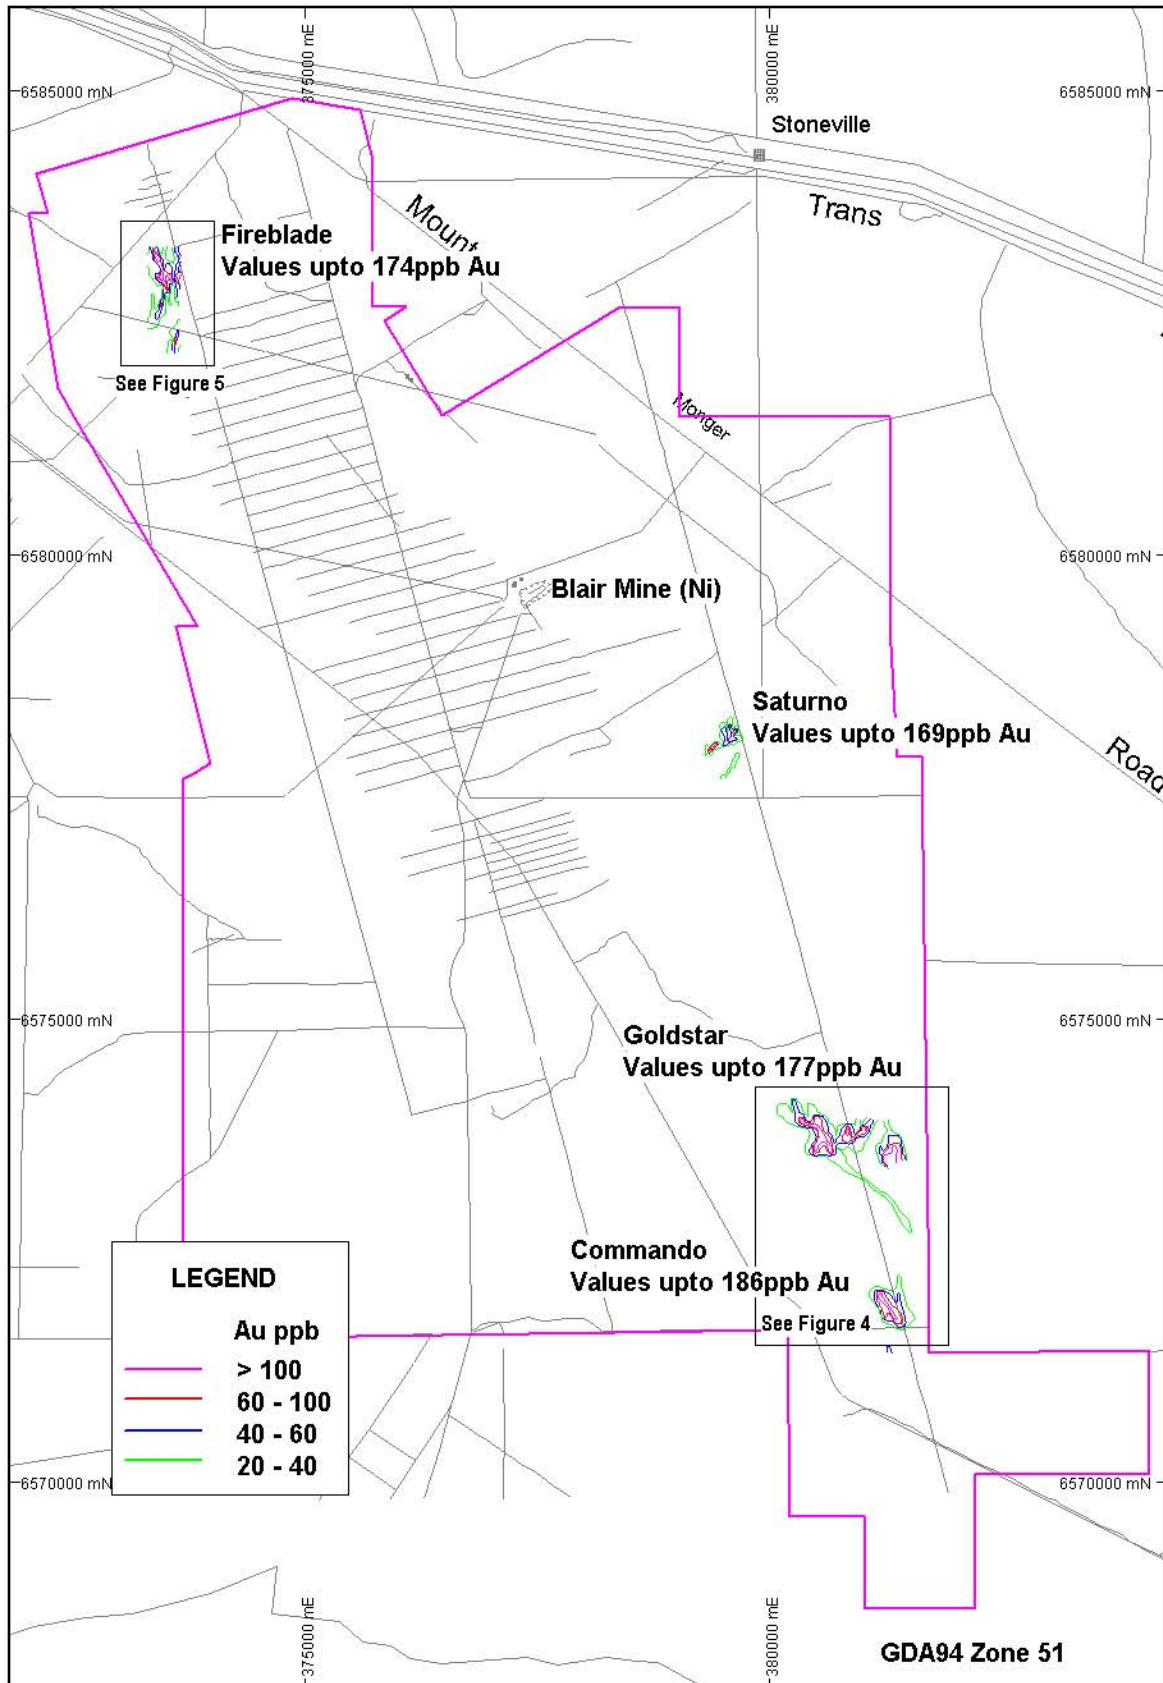 375000 mE
380000 mE
6585000 mN
6585000 mN
Stoneville
Trans
Mount
Fireblade
Values upto 174ppb Au
See Figure 5
Monger
6580000 mN
6580000 mN
Blair Mine (Ni)
Saturno
Values upto 169ppb Au
Road
6575000 mN
6575000 mN
Goldstar
Values upto 177ppb Au
Commando
Values upto 186ppb Au
See Figure 4
LEGEND
Au ppb
> 100
60 - 100
40 - 60
20 - 40
6570000 mN
6570000 mN
375000 mE
380000 mE
GDA94 Zone 51